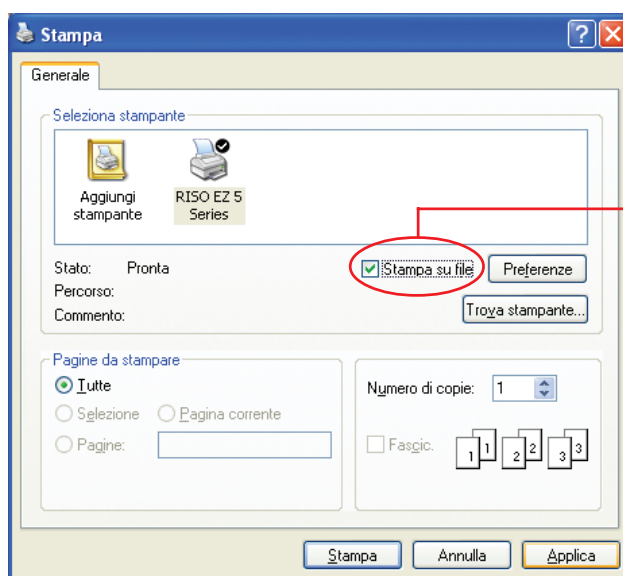 Stampa
Generale
Seleziona stampante
Aggiungi stampante
RISO EZ 5 Series
Stato: Pronta
Stampa su file
Preferenze
Percorso:
Commento:
Trova stampante...
Pagine da stampare
Tutte
Selezione
Pagina corrente
Pagine:
Numero di copie: 1
Fascic.
1 1 2 2 3 3
Stampa
Annulla
Applica